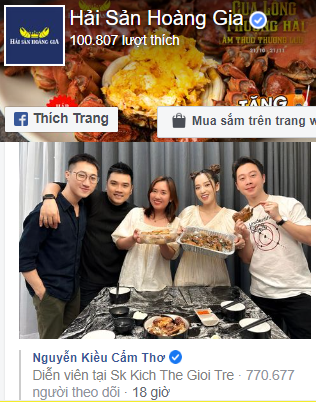 Hải Sản Hoàng Gia
HẢI SẢN HOÀNG GIA
100.807 lượt thích
CUA LÔNG
THƯỢNG HẢI
ẨM THỰC THƯỢNG
TẶNG
Thích Trang
Mua sắm trên trang w
Nguyễn Kiều Cẩm Thơ
Diễn viên tại Sk Kich The Gioi Tre · 770.677
người theo dõi · 18 giờ